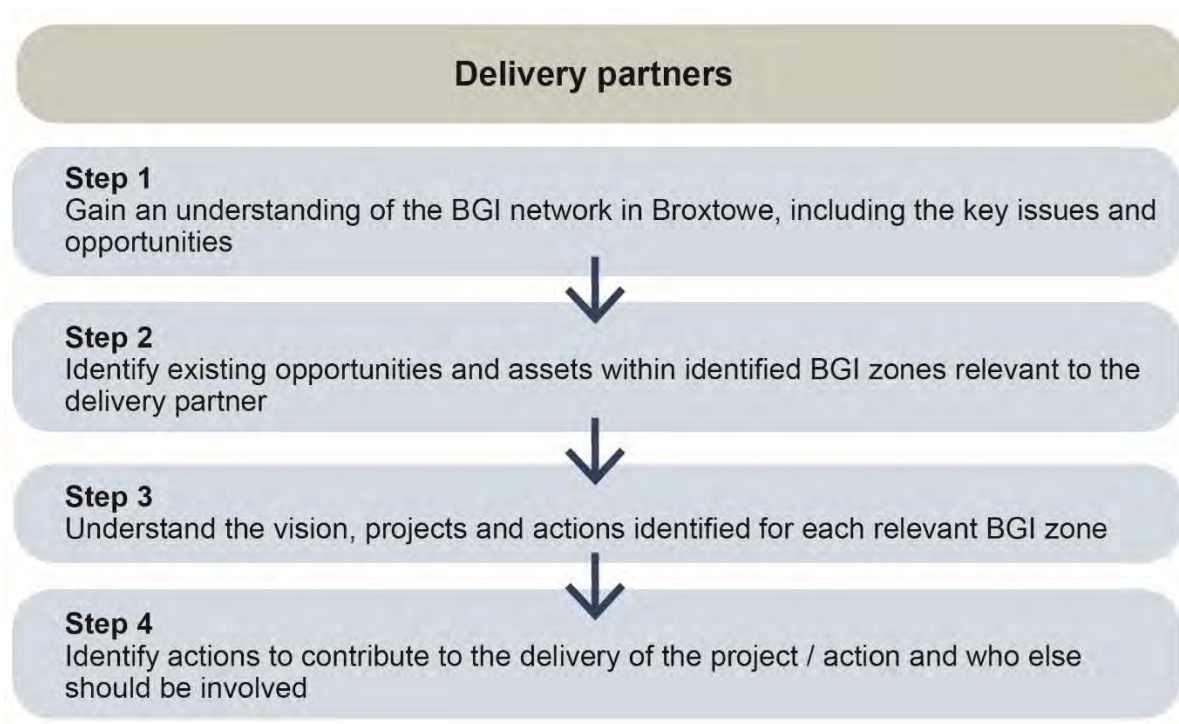 Delivery partners
Step 1
Gain an understanding of the BGI network in Broxtowe, including the key issues and
opportunities
Step 2
Identify existing opportunities and assets within identified BGI zones relevant to the
delivery partner
Step 3
Understand the vision, projects and actions identified for each relevant BGI zone
Step 4
Identify actions to contribute to the delivery of the project / action and who else
should be involved